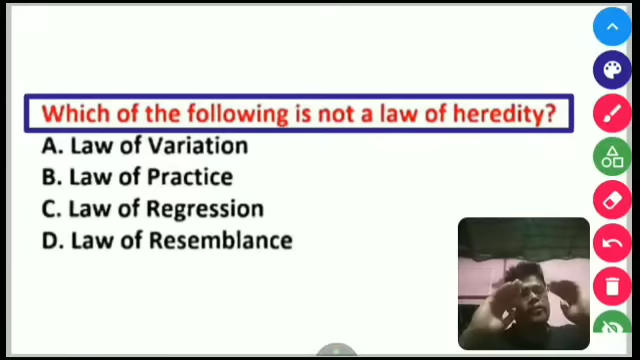 Which of the following is not a law of heredity?
A. Law of Variation
B. Law of Practice
C. Law of Regression
D. Law of Resemblance